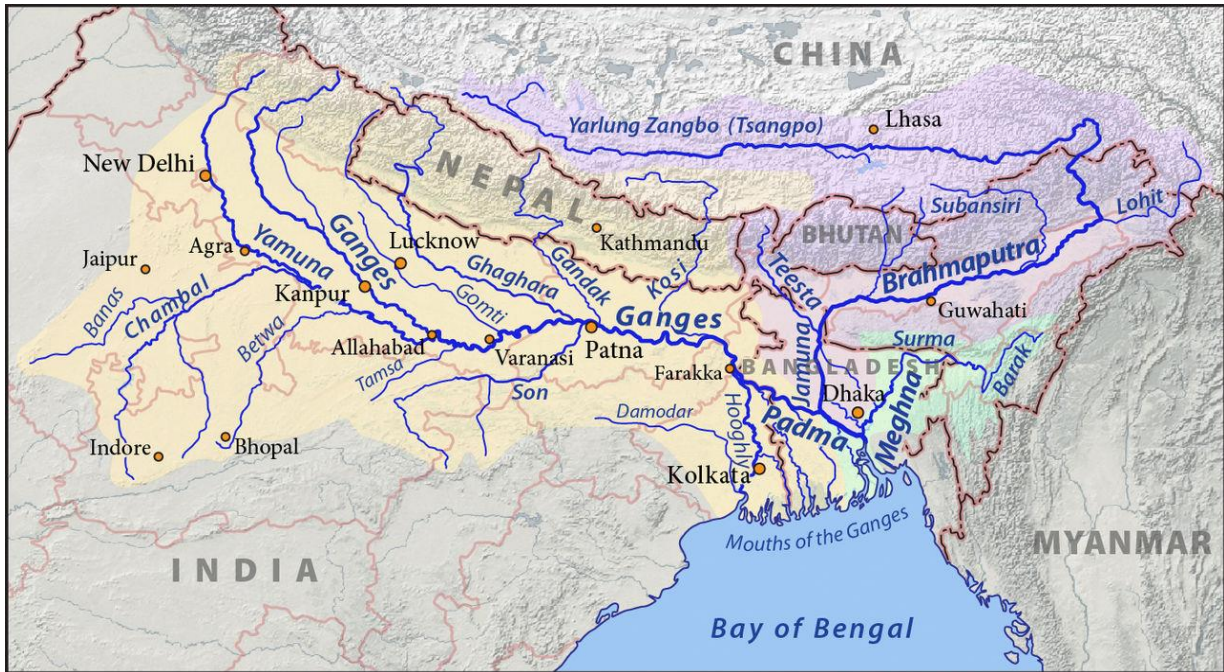 CHINA
Yarlung Zangbo (Tsangpo)
Lhasa
New Delhi
NEPAL
Lohit
Subansiri
BHUTAN
Kathmandu
Agra
Yamuna
Ganges
Lucknow
Jaipur
Ghaghara
Gandak
Kosi
Teesta
Brahmaputra
Banas
Chambal
Kanpur
Gomti
Guwahati
Ganges
Betwa
Allahabad
Varanasi
Patna
Jamuna
Surma
BANGLADESH
Barak
Tamsa
Farakka
Son
Dhaka
Damodar
Hooghly
Padma
Meghna
Indore
Bhopal
Kolkata
Mouths of the Ganges
MYANMAR
INDIA
Bay of Bengal